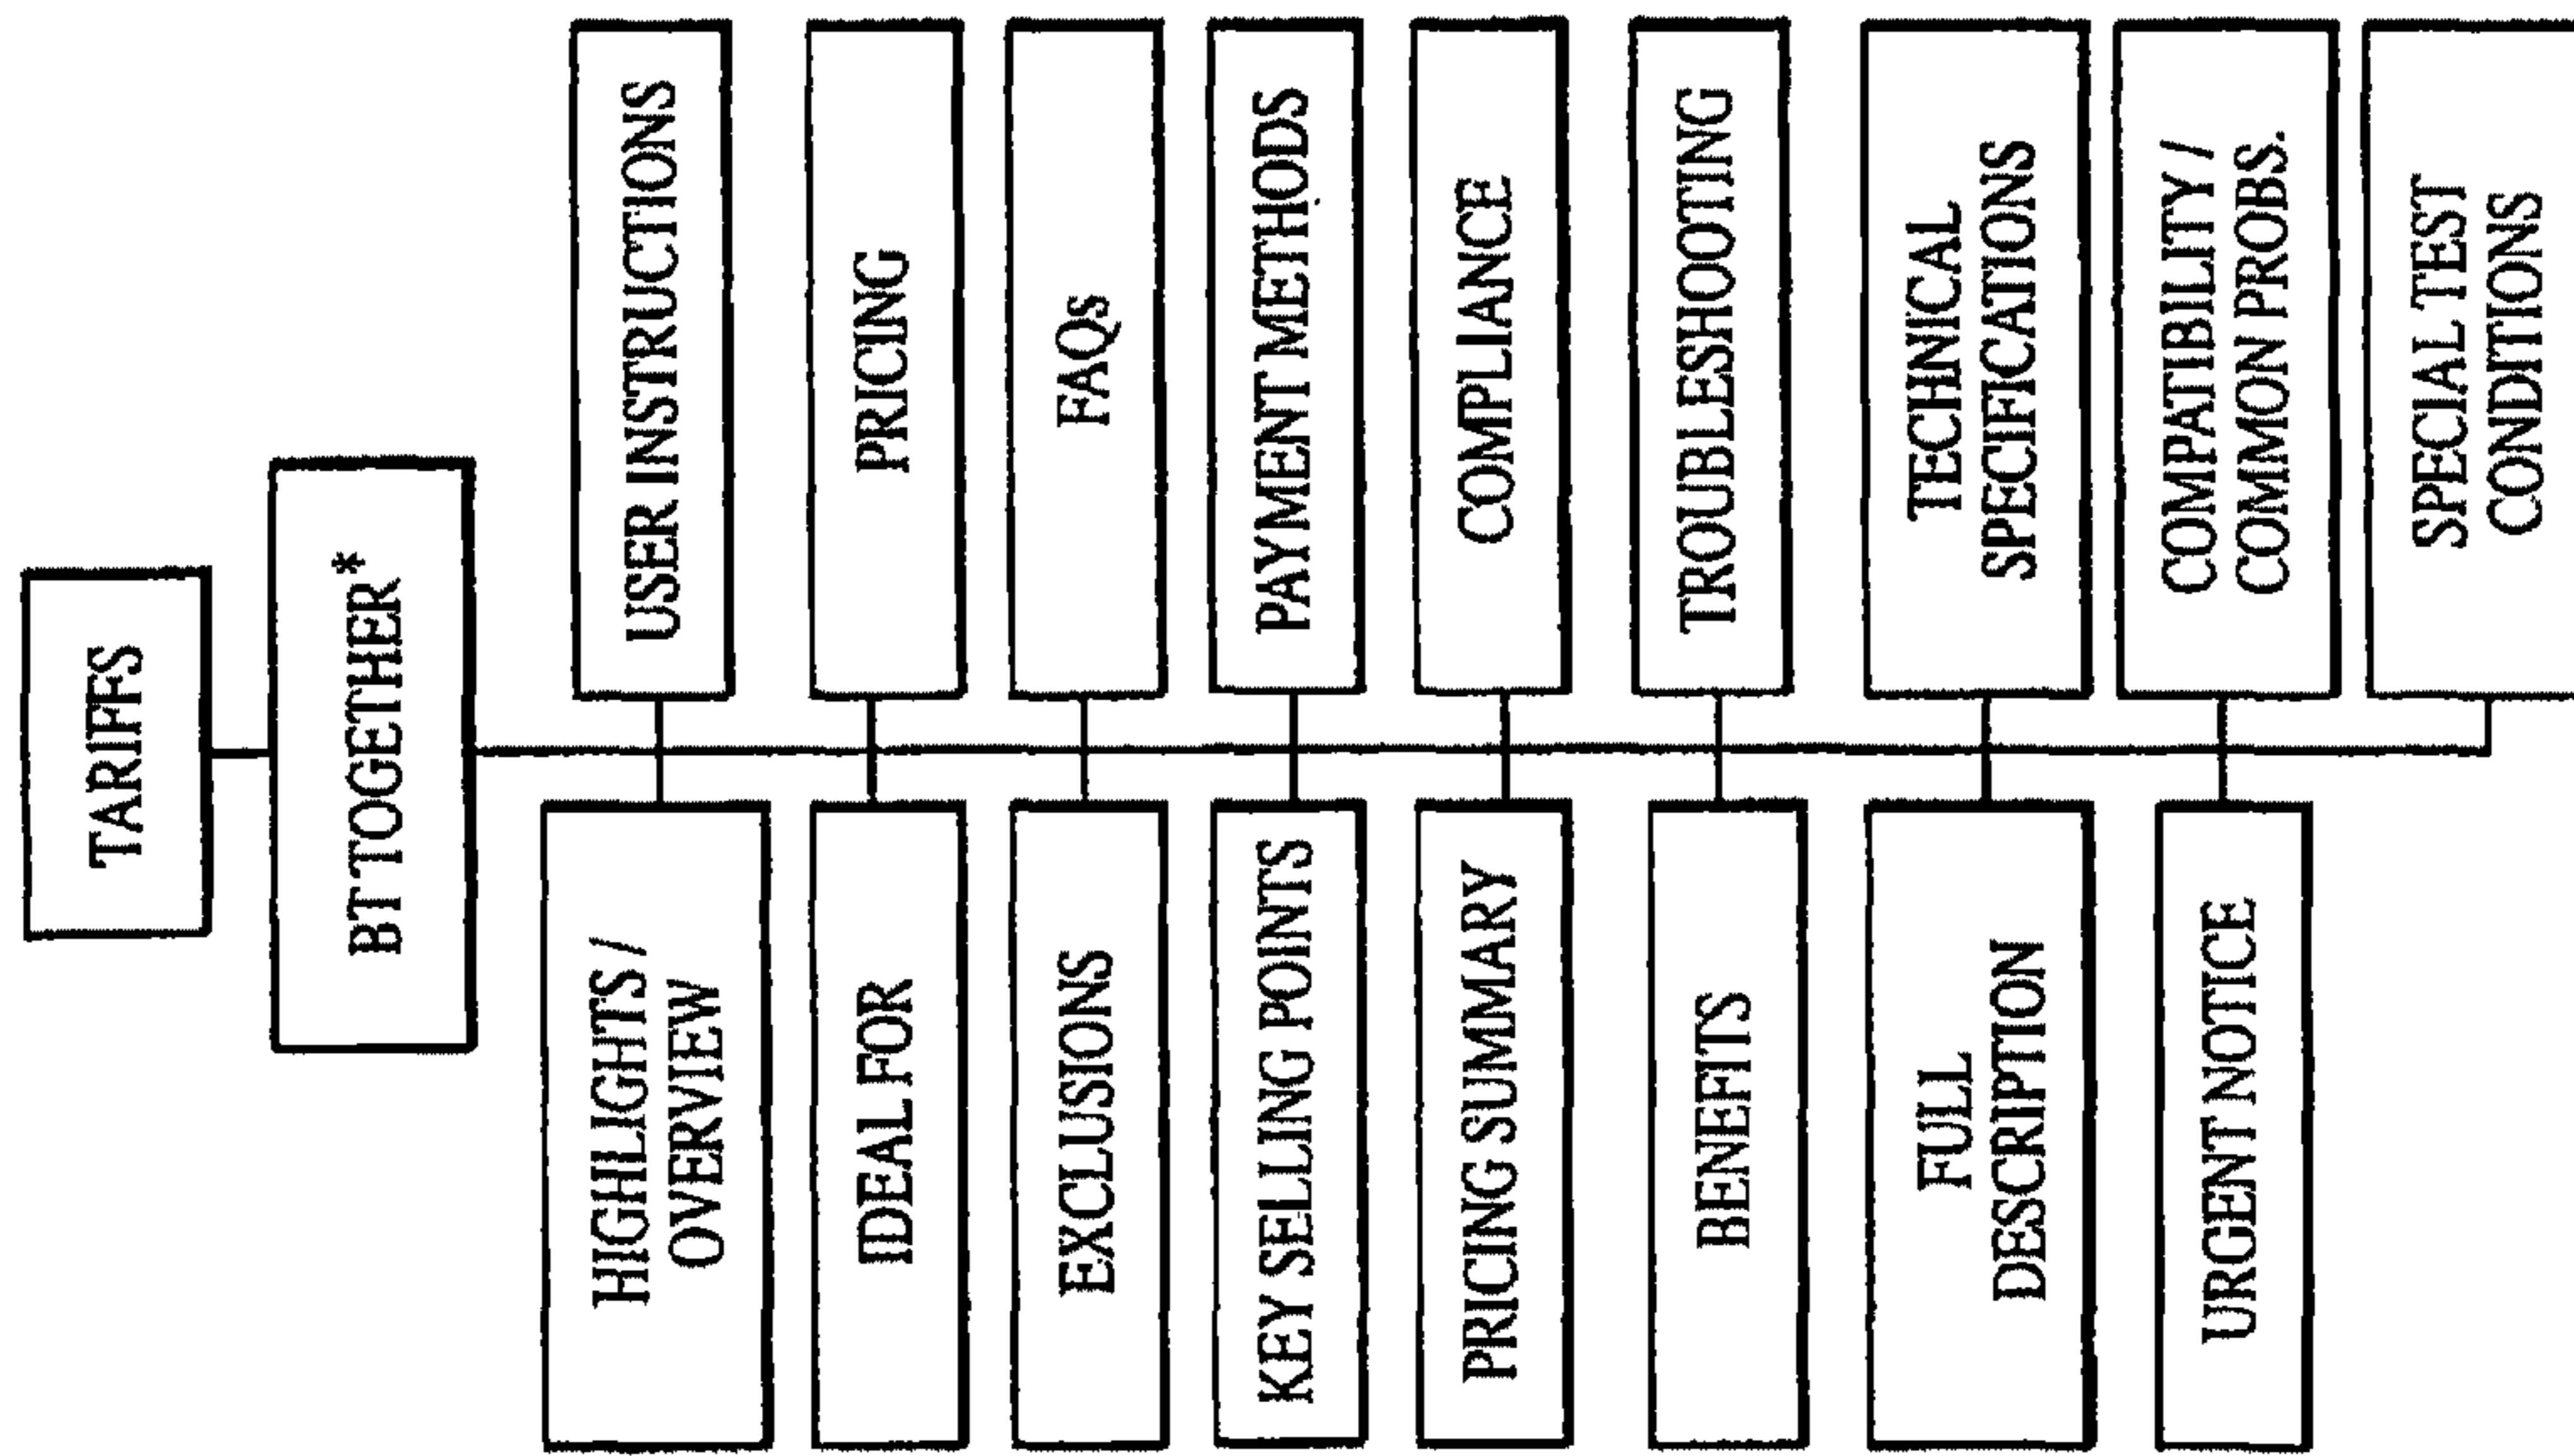 TARIFFS
BT TOGETHER*
HIGHLIGHTS /
OVERVIEW
USER INSTRUCTIONS
IDEAL FOR
PRICING
EXCLUSIONS
FAQs
KEY SELLING POINTS
PAYMENT METHODS
PRICING SUMMARY
COMPLIANCE
BENEFITS
TROUBLESHOOTING
FULL
DESCRIPTION
TECHNICAL
SPECIFICATIONS
URGENT NOTICE
COMPATIBILITY /
COMMON PROBS.
SPECIAL TEST
CONDITIONS